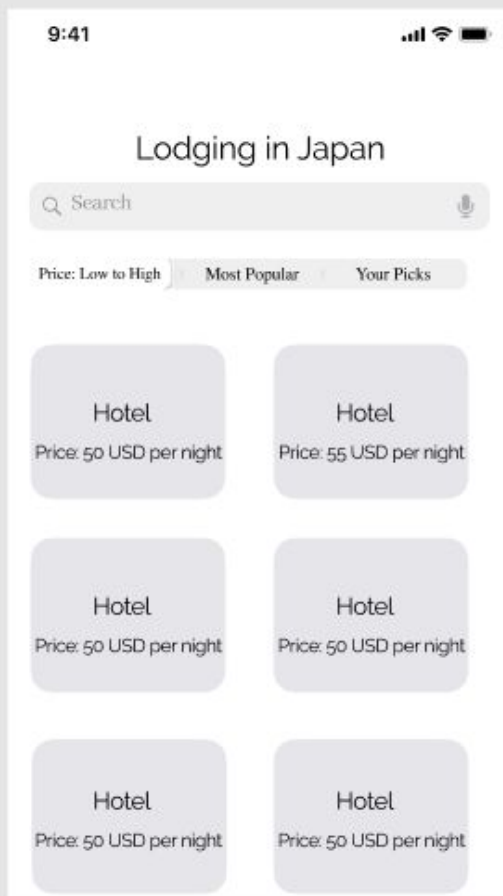 9:41
Lodging in Japan
Search
Price: Low to High Most Popular Your Picks
Hotel Hotel
Price: 50 USD per night Price: 55 USD per night
Hotel Hotel
Price: 50 USD per night Price: 50 USD per night
Hotel Hotel
Price: 50 USD per night Price: 50 USD per night